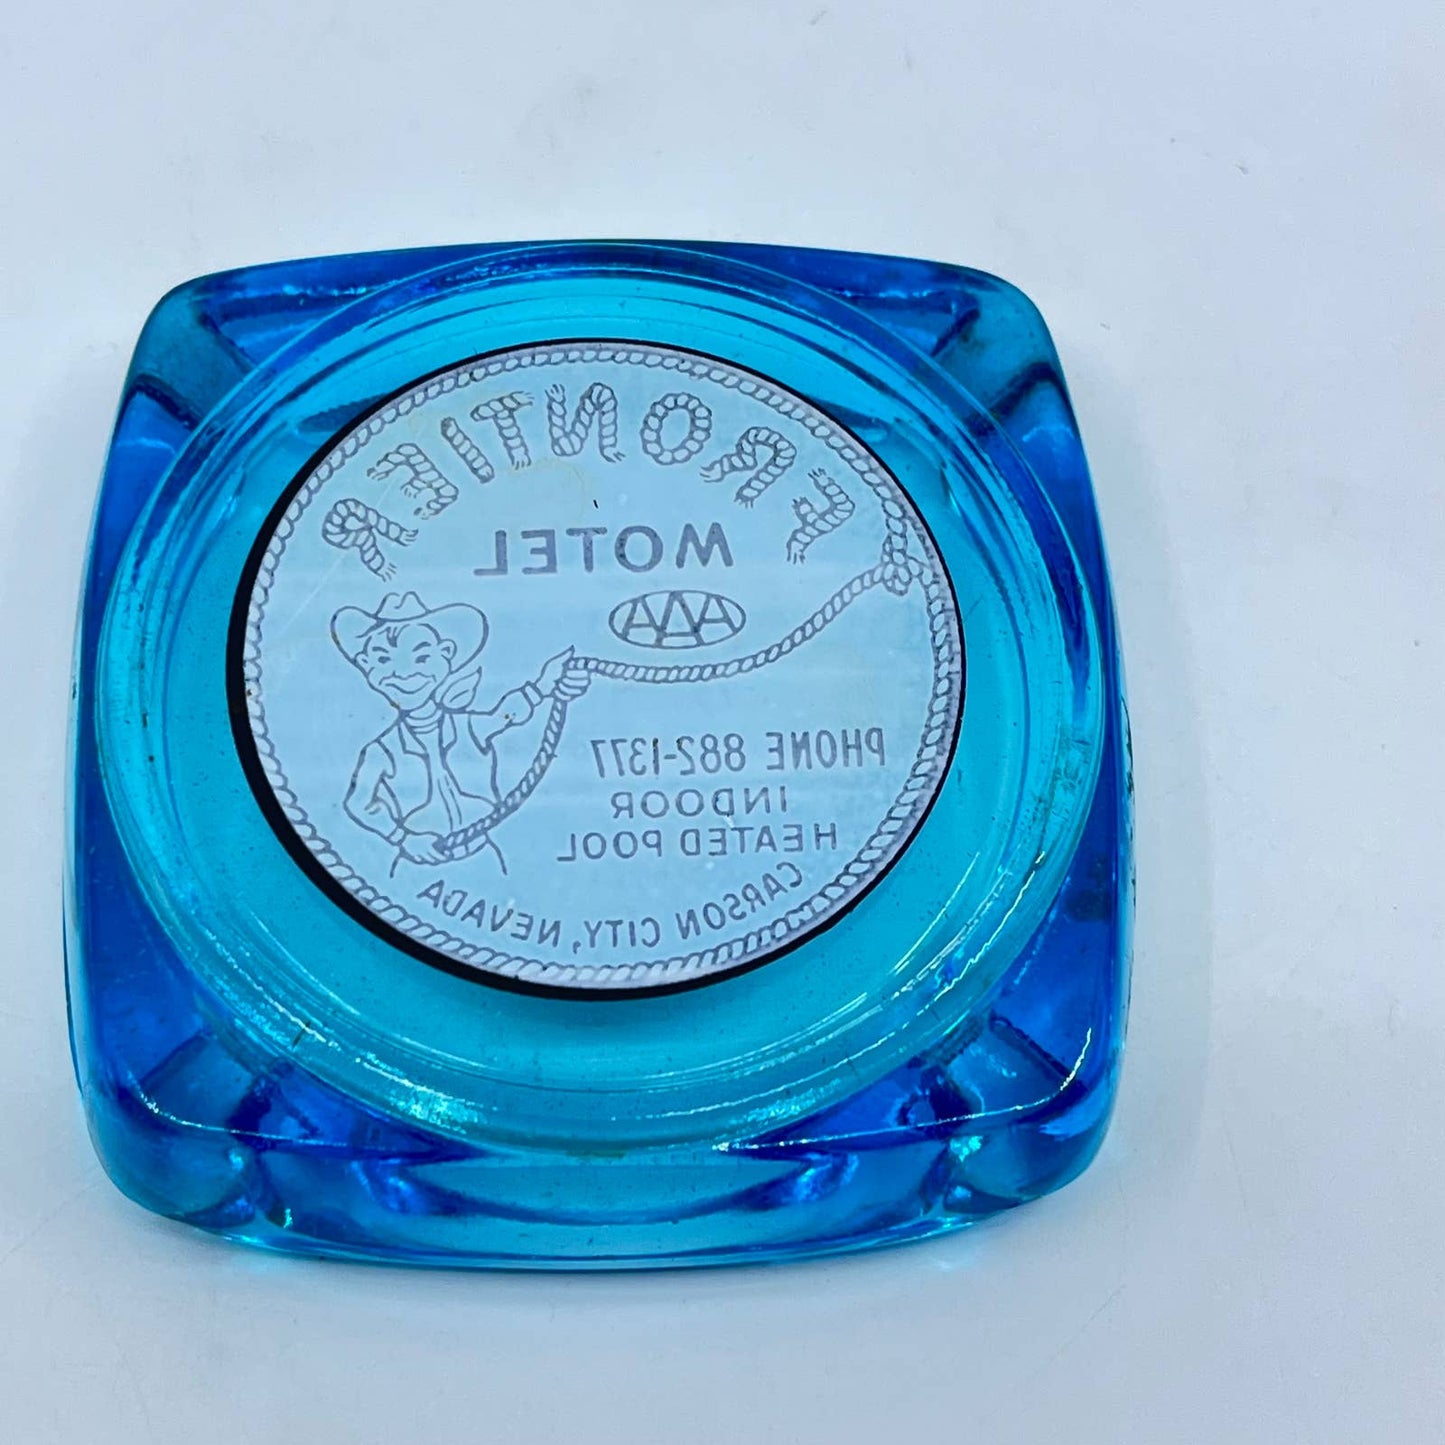 FRONTIER
MOTEL
AAA
PHONE 882-1377
INDOOR
HEATED POOL
CARSON CITY, NEVADA